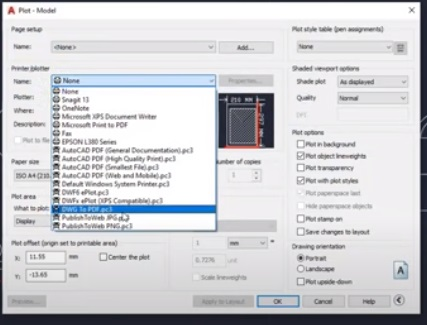 Plot - Model
Page setup
Name: <None> Add...
Printer/plotter
Name: None Properties...
None
Snagit 13
OneNote
Microsoft XPS Document Writer
Microsoft Print to PDF
Fax
EPSON L380 Series
AutoCAD PDF (General Documentation).pc3
AutoCAD PDF (High Quality Print).pc3
AutoCAD PDF (Smallest File).pc3
AutoCAD PDF (Web and Mobile).pc3
Default Windows System Printer.pc3
DWF6 ePlot.pc3
DWFx ePlot (XPS Compatible).pc3
DWG To PDF.pc3
PublishToWeb JPG.pc3
PublishToWeb PNG.pc3
Plotter:
Where:
Description:
Plot to
210 MM
297
Paper size
ISO A4
umber of copies
1
Plot area
What to plot:
Display
Plot offset (origin set to printable area)
X: 11.55 mm Center the plot
Y: -13.65 mm
1 mm =
0.7276 unit
Scale lineweights
Plot style table (pen assignments)
None
Shaded viewport options
Shade plot As displayed
Quality Normal
Plot options
Plot in background
Plot object lineweights
Plot transparency
Plot with plot styles
Plot paperspace last
Hide paperspace objects
Plot stamp on
Save changes to layout
Drawing orientation
Portrait
Landscape
Plot upside-down
A
Preview... Apply to Layout OK Cancel Help